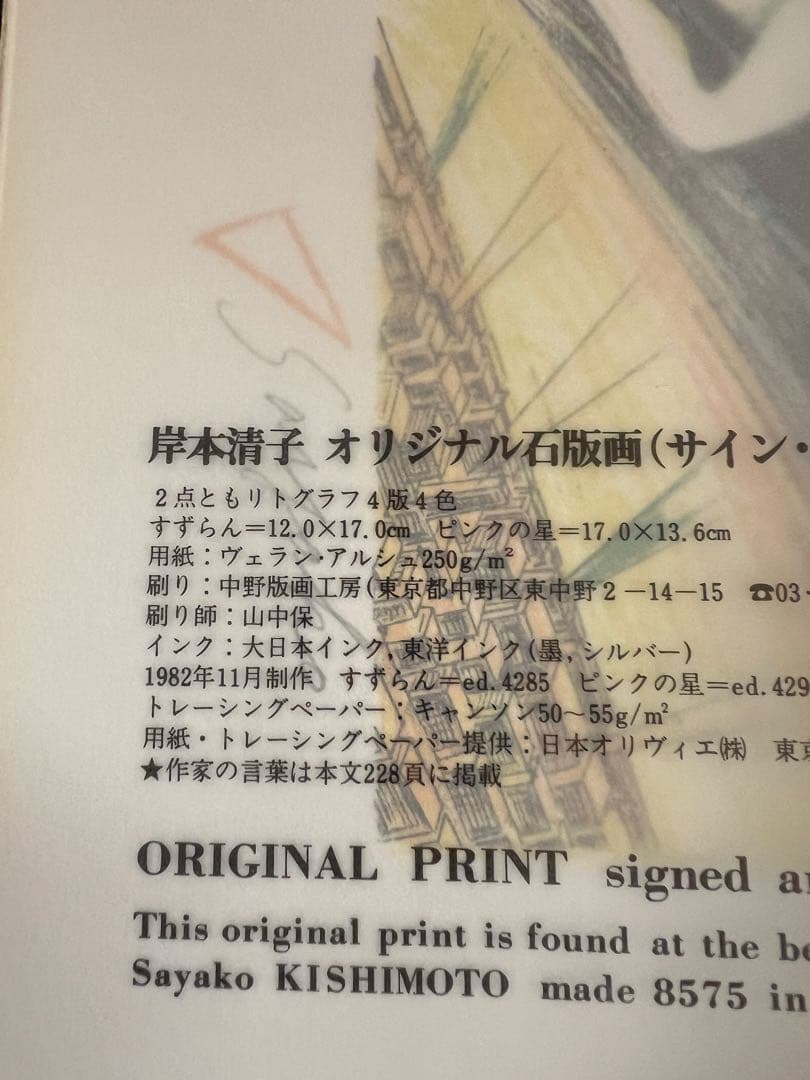 岸本清子 オリジナル石版画(サイン・
2点ともリトグラフ4版4色
すずらん=12.0×17.0cm ピンクの星=17.0×13.6cm
用紙:ヴェラン・アルシュ250g/m²
刷り:中野版画工房(東京都中野区東中野2-14-15 ☎03-
刷り師:山中保
インク:大日本インク,東洋インク(墨,シルバー)
1982年11月制作 すずらん=ed.4285 ピンクの星=ed.429
トレーシングペーパー:キャンソン50〜55g/m²
用紙・トレーシングペーパー提供:日本オリヴィエ㈱ 東京
★作家の言葉は本文228頁に掲載
ORIGINAL PRINT signed an
This original print is found at the be
Sayako KISHIMOTO made 8575 in